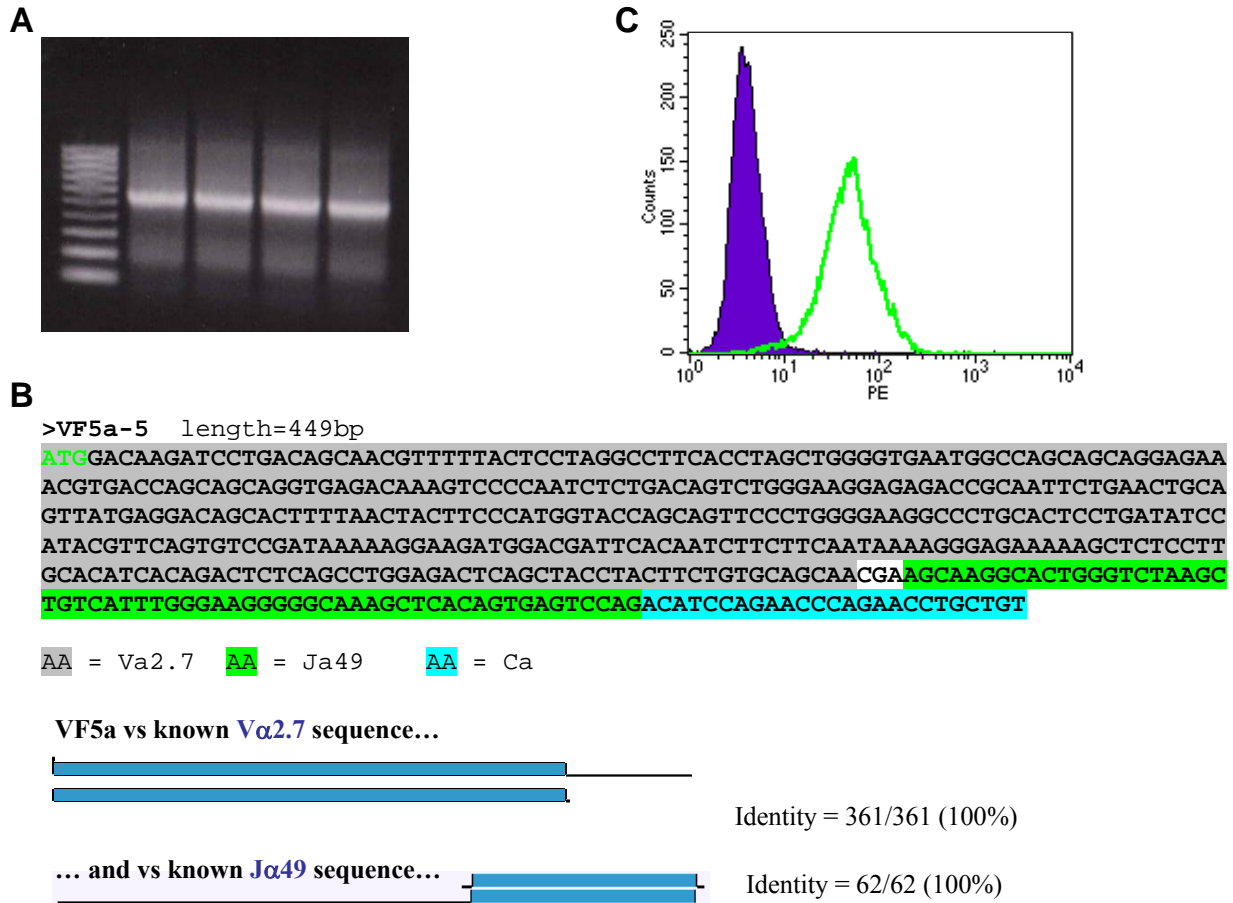 A
C
250
200
150
100
50
0
Counts
10^0 10^1 10^2 10^3 10^4
PE
B
>VF5a-5 length=449bp
ATGGACAAGATCCTGACAGCAACGTTTTTACTCCTAGGCCTTCACCTAGCTGGGGTGAATGGCCAGCAGCAGGAGAA
ACGTGACCAGCAGCAGGTGAGACAAAGTCCCCAATCTCTGACAGTCTGGGAAGGAGAGACCGCAATTCTGAACTGCA
GTTATGAGGACAGCACTTTTAACTACTTCCCATGGTACCAGCAGTTCCCTGGGGAAGGCCCTGCACTCCTGATATCC
ATACGTTCAGTGTCCGATAAAAAGGAAGATGGACGATTCACAATCTTCTTCAATAAAAGGGAGAAAAAGCTCTCCTT
GCACATCACAGACTCTCAGCCTGGAGACTCAGCTACCTACTTCTGTGCAGCAACGAAGCAAGGCACTGGGTCTAAGC
TGTCATTTGGGAAGGGGGCAAAGCTCACAGTGAGTCCAGACATCCAGAACCCAGAACCTGCTGT
AA = Va2.7 AA = Ja49 AA = Ca
VF5a vs known Vα2.7 sequence…
Identity = 361/361 (100%)
… and vs known Jα49 sequence…
Identity = 62/62 (100%)